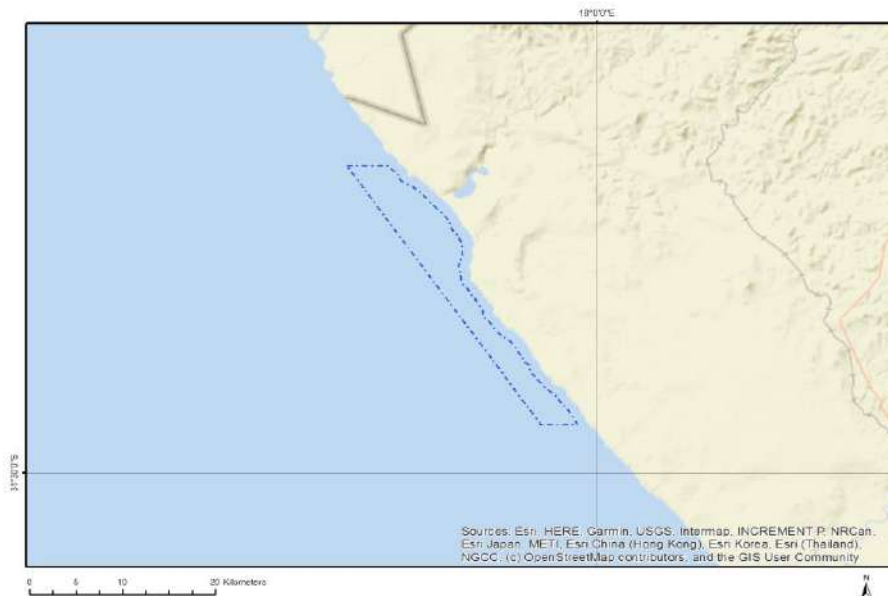 18°0'0"E
31°30'0"S
Sources: Esri, HERE, Garmin, USGS, Intermap, INCREMENT P, NRCan,
Esri Japan, METI, Esri China (Hong Kong), Esri Korea, Esri (Thailand),
NGCC, (c) OpenStreetMap contributors, and the GIS User Community
0 5 10 20 Kilometers
N